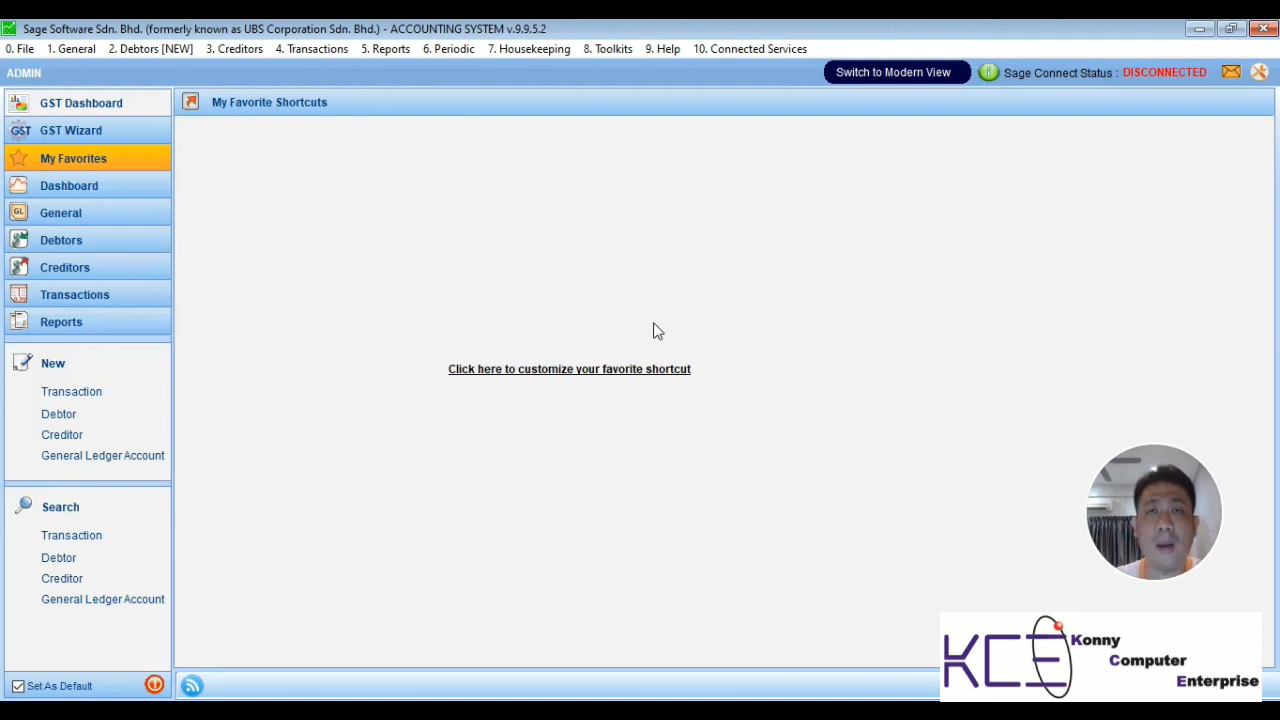 Sage Software Sdn. Bhd. (formerly known as UBS Corporation Sdn. Bhd.) - ACCOUNTING SYSTEM v.9.9.5.2
0. File 1. General 2. Debtors [NEW] 3. Creditors 4. Transactions 5. Reports 6. Periodic 7. Housekeeping 8. Toolkits 9. Help 10. Connected Services
ADMIN Switch to Modern View Sage Connect Status : DISCONNECTED
GST Dashboard
GST GST Wizard
My Favorites
Dashboard
GL General
Debtors
Creditors
Transactions
Reports
New
Transaction
Debtor
Creditor
General Ledger Account
Search
Transaction
Debtor
Creditor
General Ledger Account
Set As Default
My Favorite Shortcuts
Click here to customize your favorite shortcut
KCE Konny
Computer
Enterprise